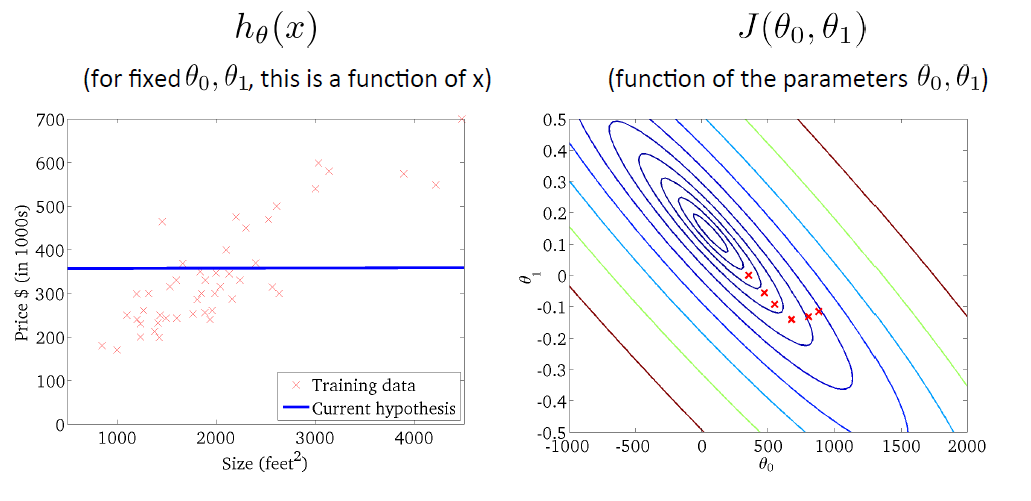 h_θ(x)
(for fixed θ₀, θ₁, this is a function of x)
700
600
500
400
300
200
100
0
Price $ (in 1000s)
1000 2000 3000 4000
Size (feet²)
Training data
Current hypothesis
J(θ₀, θ₁)
(function of the parameters θ₀, θ₁)
0.5
0.4
0.3
0.2
0.1
0
-0.1
-0.2
-0.3
-0.4
-0.5
θ₁
-1000 -500 0 500 1000 1500 2000
θ₀